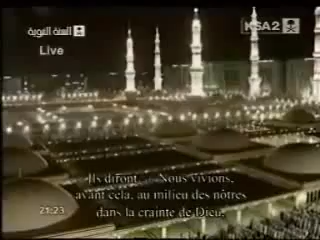 السنة النبوية
KSA2
Live
Ils diront: ... Nous vivions,
avant cela, au milieu des nôtres
dans la crainte de Dieu,
21:23